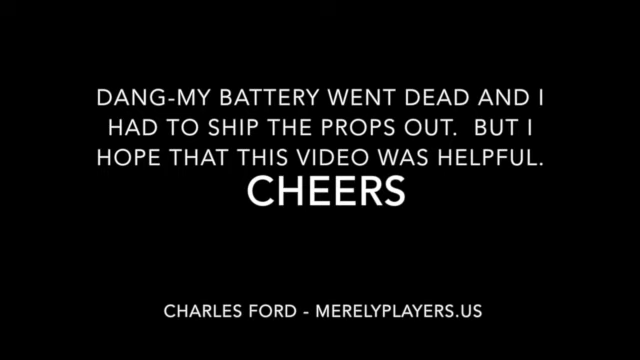 DANG-MY BATTERY WENT DEAD AND I
HAD TO SHIP THE PROPS OUT.  BUT I
HOPE THAT THIS VIDEO WAS HELPFUL.
CHEERS
CHARLES FORD - MERELYPLAYERS.US